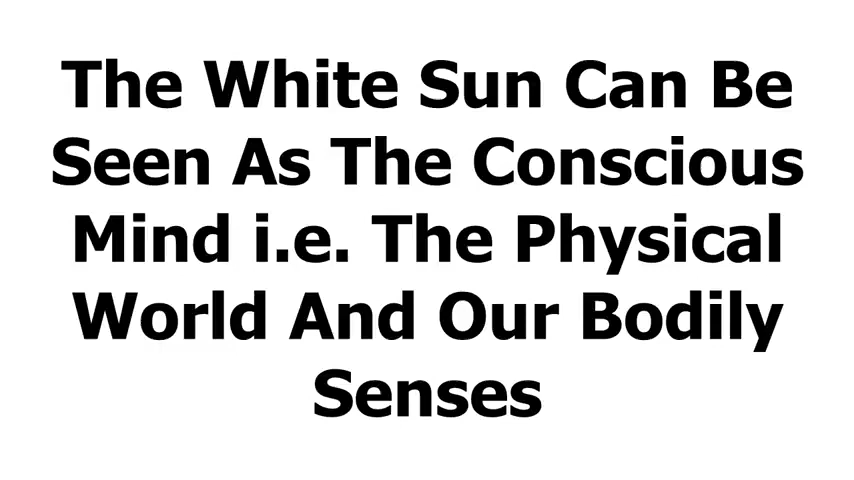 The White Sun Can Be
Seen As The Conscious
Mind i.e. The Physical
World And Our Bodily
Senses